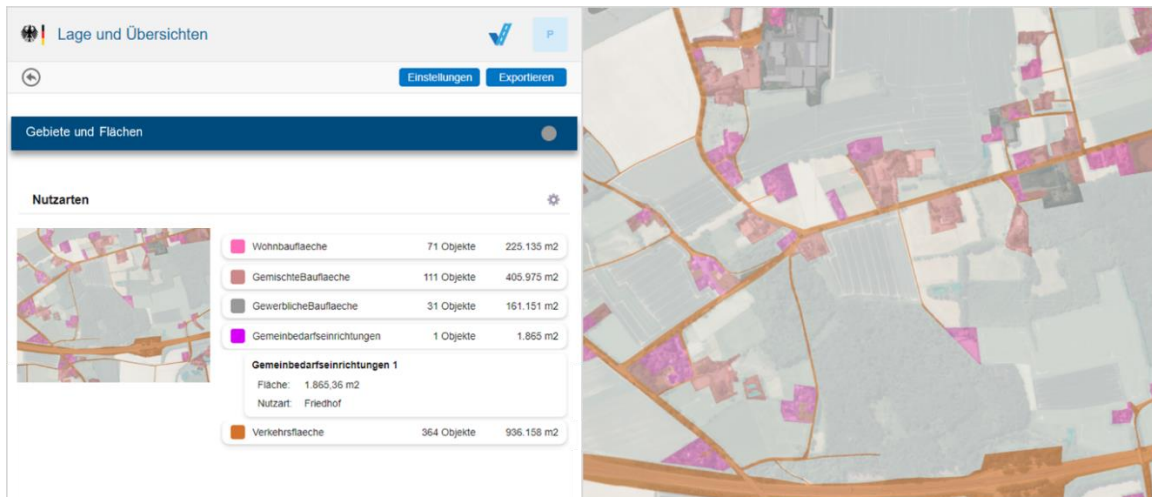 Lage und Übersichten
P
Einstellungen Exportieren
Gebiete und Flächen
Nutzarten
Wohnbauflaeche 71 Objekte 225.135 m2
GemischteBauflaeche 111 Objekte 405.975 m2
GewerblicheBauflaeche 31 Objekte 161.151 m2
Gemeinbedarfseinrichtungen 1 Objekte 1.865 m2
Gemeinbedarfseinrichtungen 1
Fläche: 1.865,36 m2
Nutzart: Friedhof
Verkehrsflaeche 364 Objekte 936.158 m2